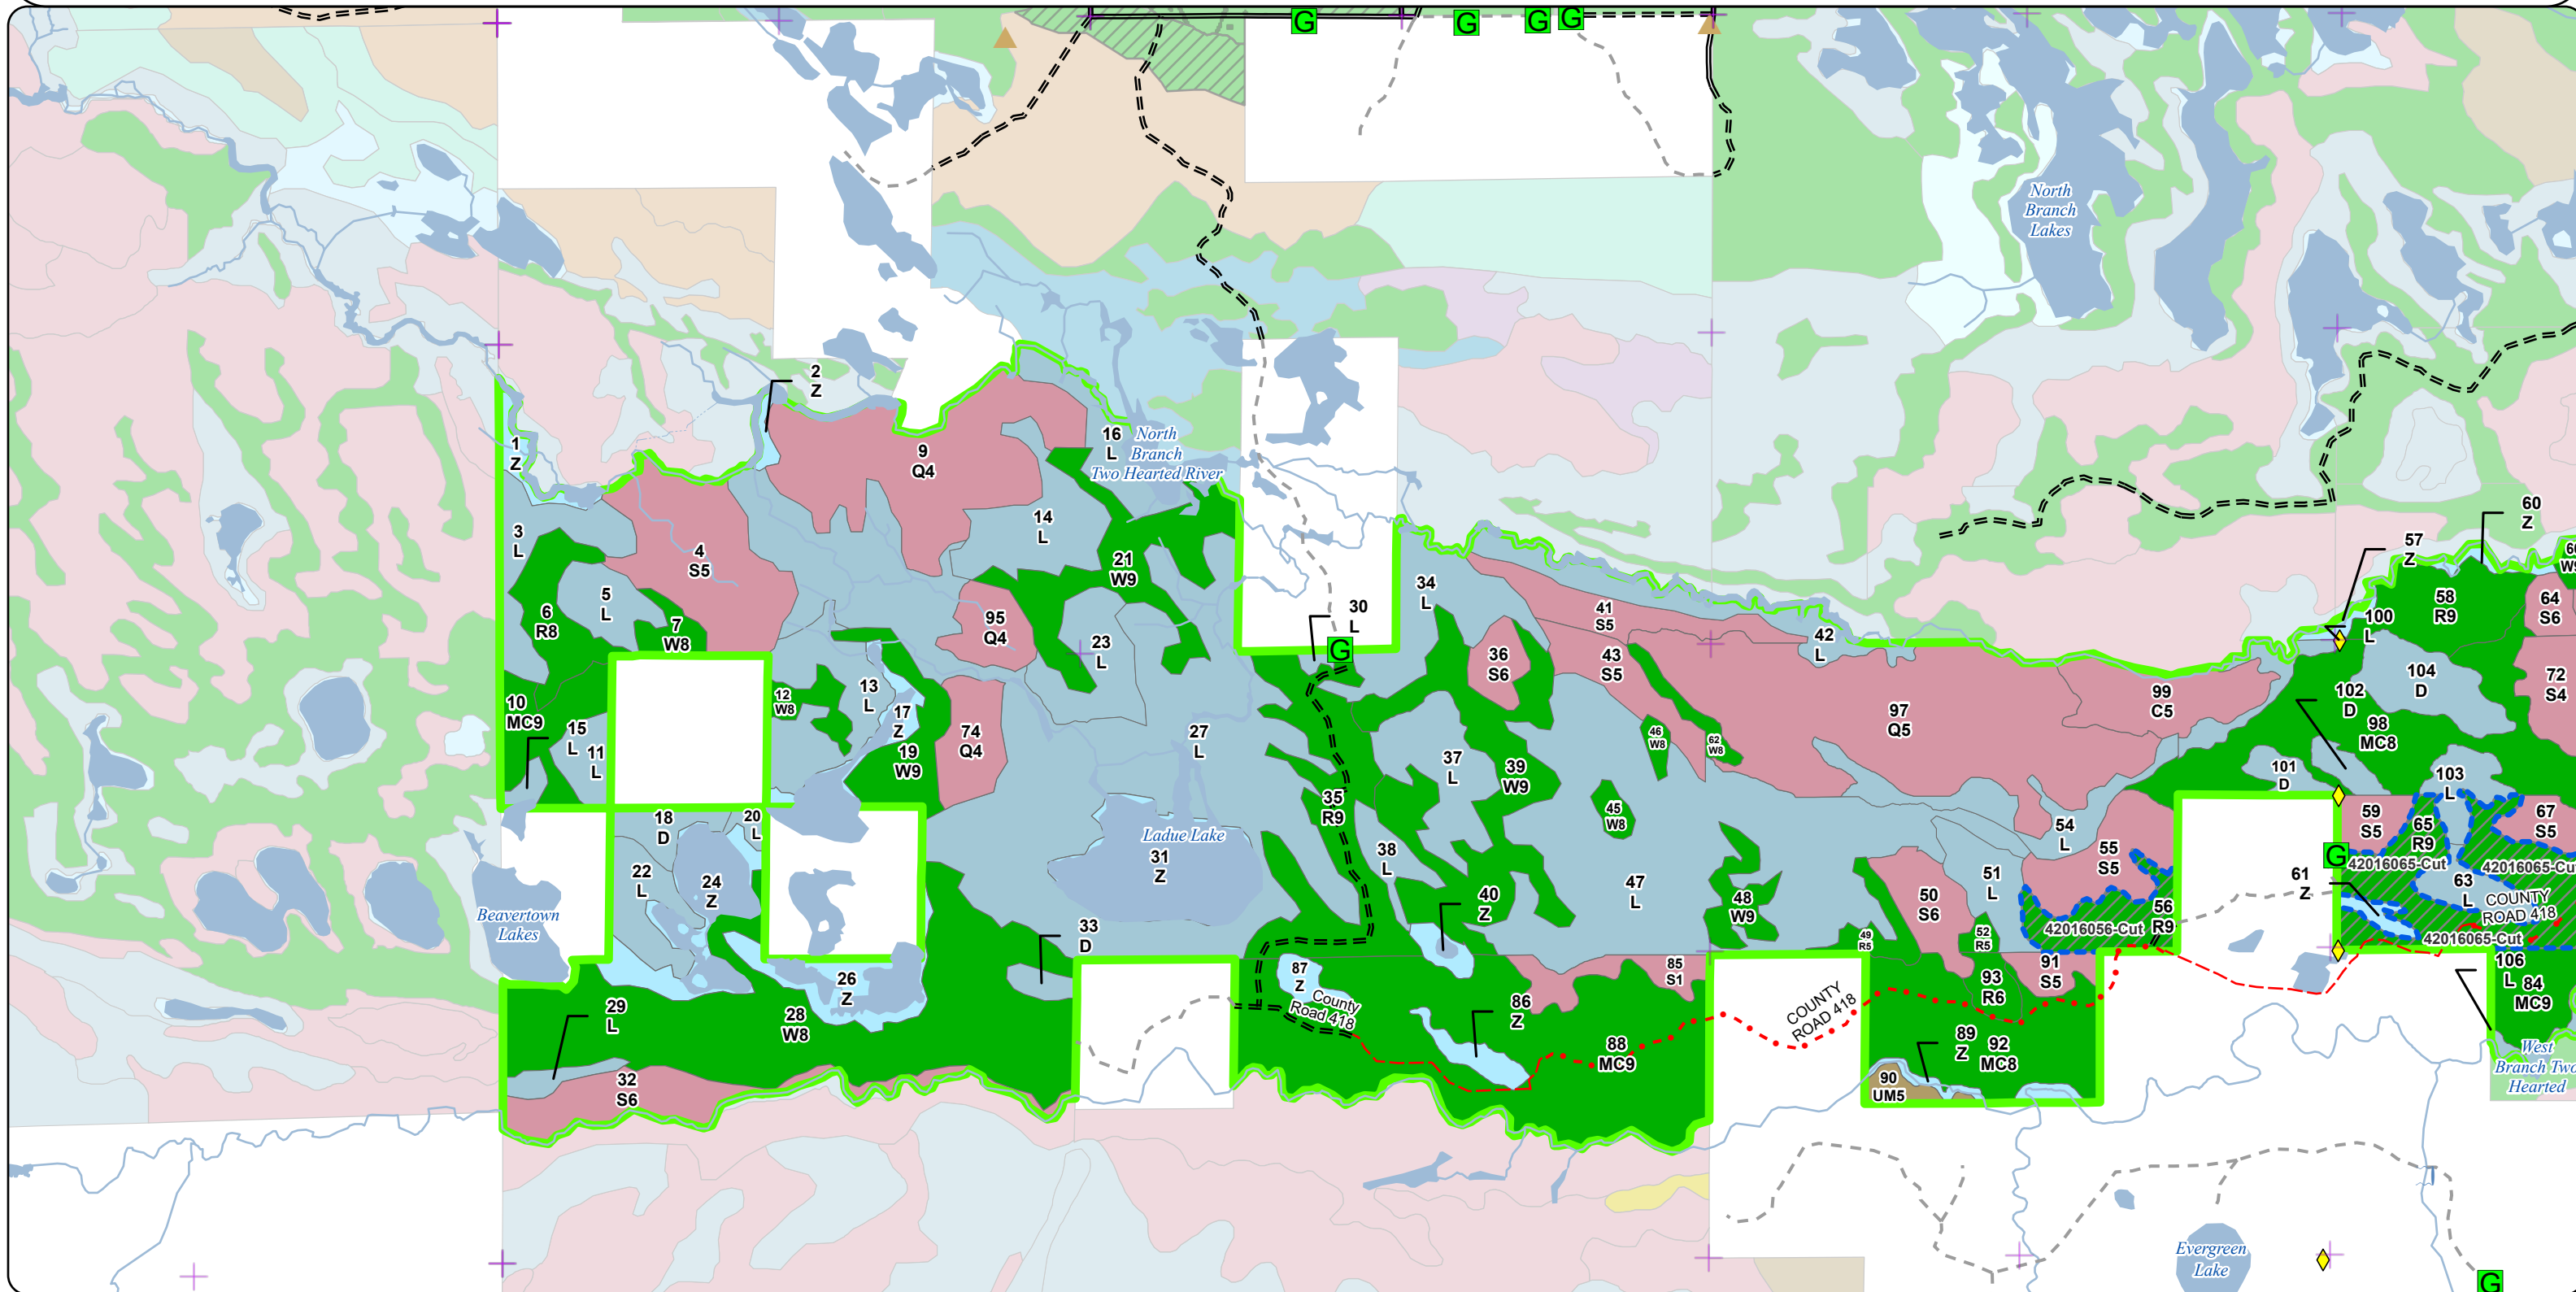 G
G
G
G
North
Branch
Lakes
2
Z
1
Z
9
Q4
16
L
North
Branch
Two Hearted River
3
L
14
L
4
S5
21
W9
5
L
6
R8
7
W8
95
Q4
23
L
30
L
G
34
L
41
S5
36
S6
43
S5
42
L
57
Z
60
Z
58
R9
64
S6
100
L
104
D
72
S4
102
D
98
MC8
99
C5
97
Q5
46
W8
62
W8
10
MC9
15
L
11
L
12
W8
13
L
17
Z
19
W9
74
Q4
27
L
37
L
39
W9
35
R9
45
W8
101
D
103
L
18
D
20
L
22
L
24
Z
Ladue Lake
31
Z
38
L
40
Z
47
L
48
W9
49
R5
50
S6
51
L
52
R5
54
L
55
S5
56
R9
42016056-Cut
59
S5
65
R9
67
S5
G
42016065-Cut
61
Z
63
L
COUNTY
ROAD 418
42016065-Cut
Beavertown
Lakes
33
D
26
Z
28
W8
29
L
32
S6
87
Z
County
Road 418
86
Z
85
S1
88
MC9
COUNTY
ROAD 418
93
R6
91
S5
89
Z
92
MC8
90
UM5
106
L
84
MC9
West
Branch Two
Hearted
Evergreen
Lake
G